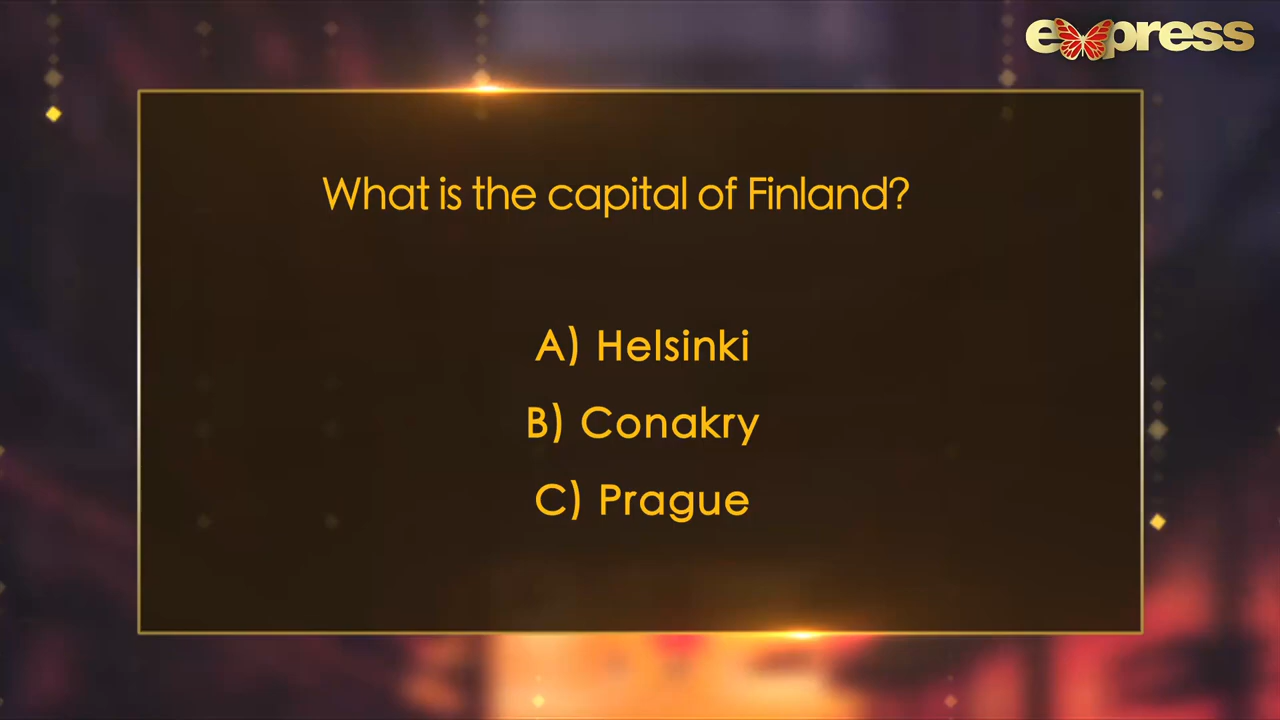 express
What is the capital of Finland?
A) Helsinki
B) Conakry
C) Prague